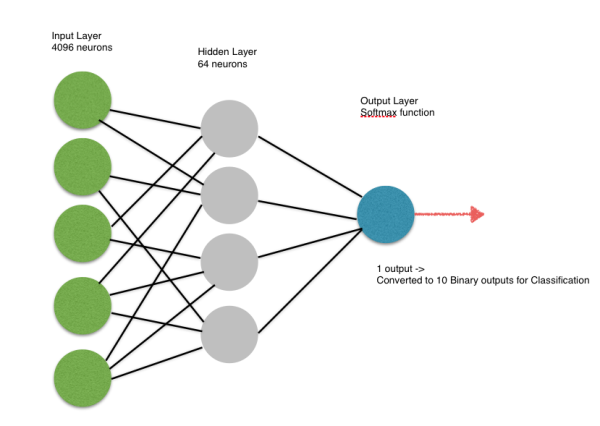 Input Layer
4096 neurons
Hidden Layer
64 neurons
Output Layer
Softmax function
1 output ->
Converted to 10 Binary outputs for Classification